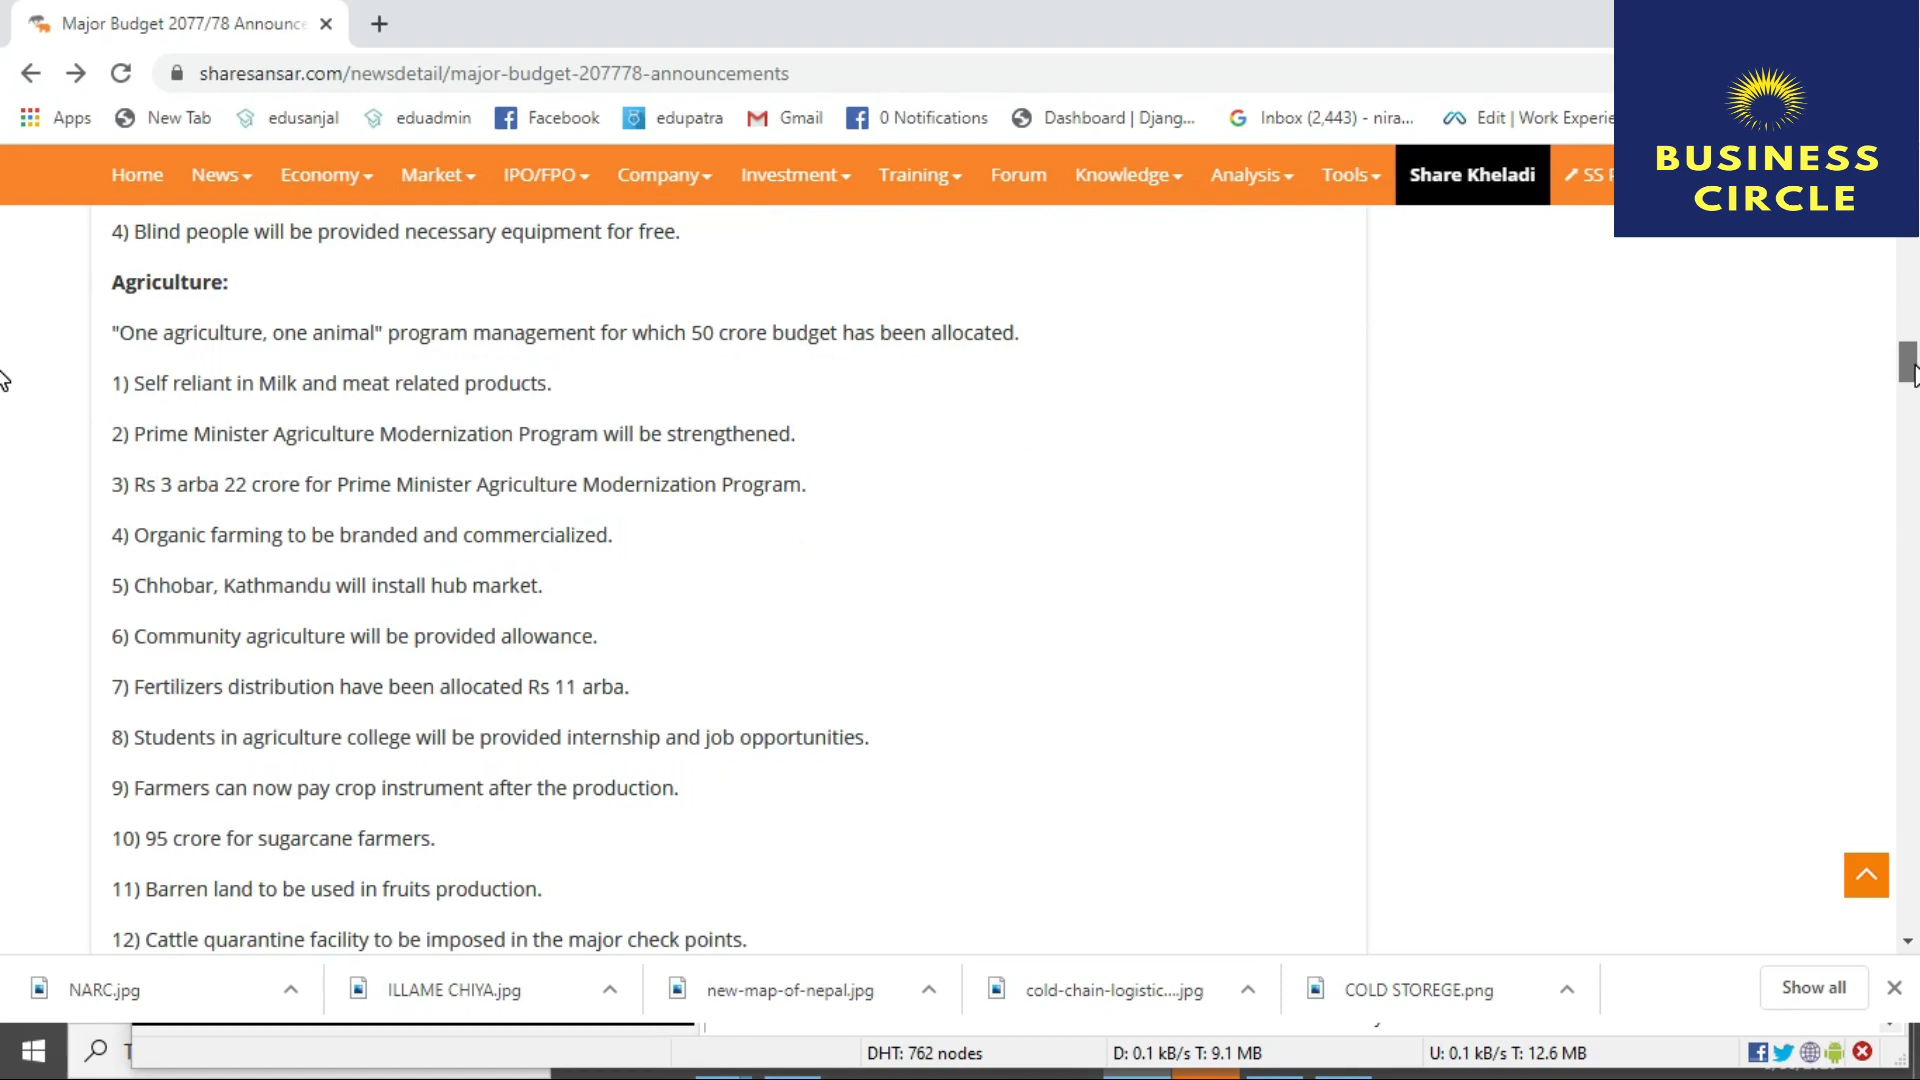 Major Budget 2077/78 Announce
sharesansar.com/newsdetail/major-budget-207778-announcements
Apps New Tab edusanjal eduadmin Facebook edupatra Gmail 0 Notifications Dashboard | Djang... Inbox (2,443) - nira... Edit | Work Experie
BUSINESS
CIRCLE
Home News Economy Market IPO/FPO Company Investment Training Forum Knowledge Analysis Tools Share Kheladi SS
4) Blind people will be provided necessary equipment for free.
Agriculture:
"One agriculture, one animal" program management for which 50 crore budget has been allocated.
1) Self reliant in Milk and meat related products.
2) Prime Minister Agriculture Modernization Program will be strengthened.
3) Rs 3 arba 22 crore for Prime Minister Agriculture Modernization Program.
4) Organic farming to be branded and commercialized.
5) Chhobar, Kathmandu will install hub market.
6) Community agriculture will be provided allowance.
7) Fertilizers distribution have been allocated Rs 11 arba.
8) Students in agriculture college will be provided internship and job opportunities.
9) Farmers can now pay crop instrument after the production.
10) 95 crore for sugarcane farmers.
11) Barren land to be used in fruits production.
12) Cattle quarantine facility to be imposed in the major check points.
NARC.jpg ILLAME CHIYA.jpg new-map-of-nepal.jpg cold-chain-logistic....jpg COLD STOREGE.png Show all
DHT: 762 nodes D: 0.1 kB/s T: 9.1 MB U: 0.1 kB/s T: 12.6 MB